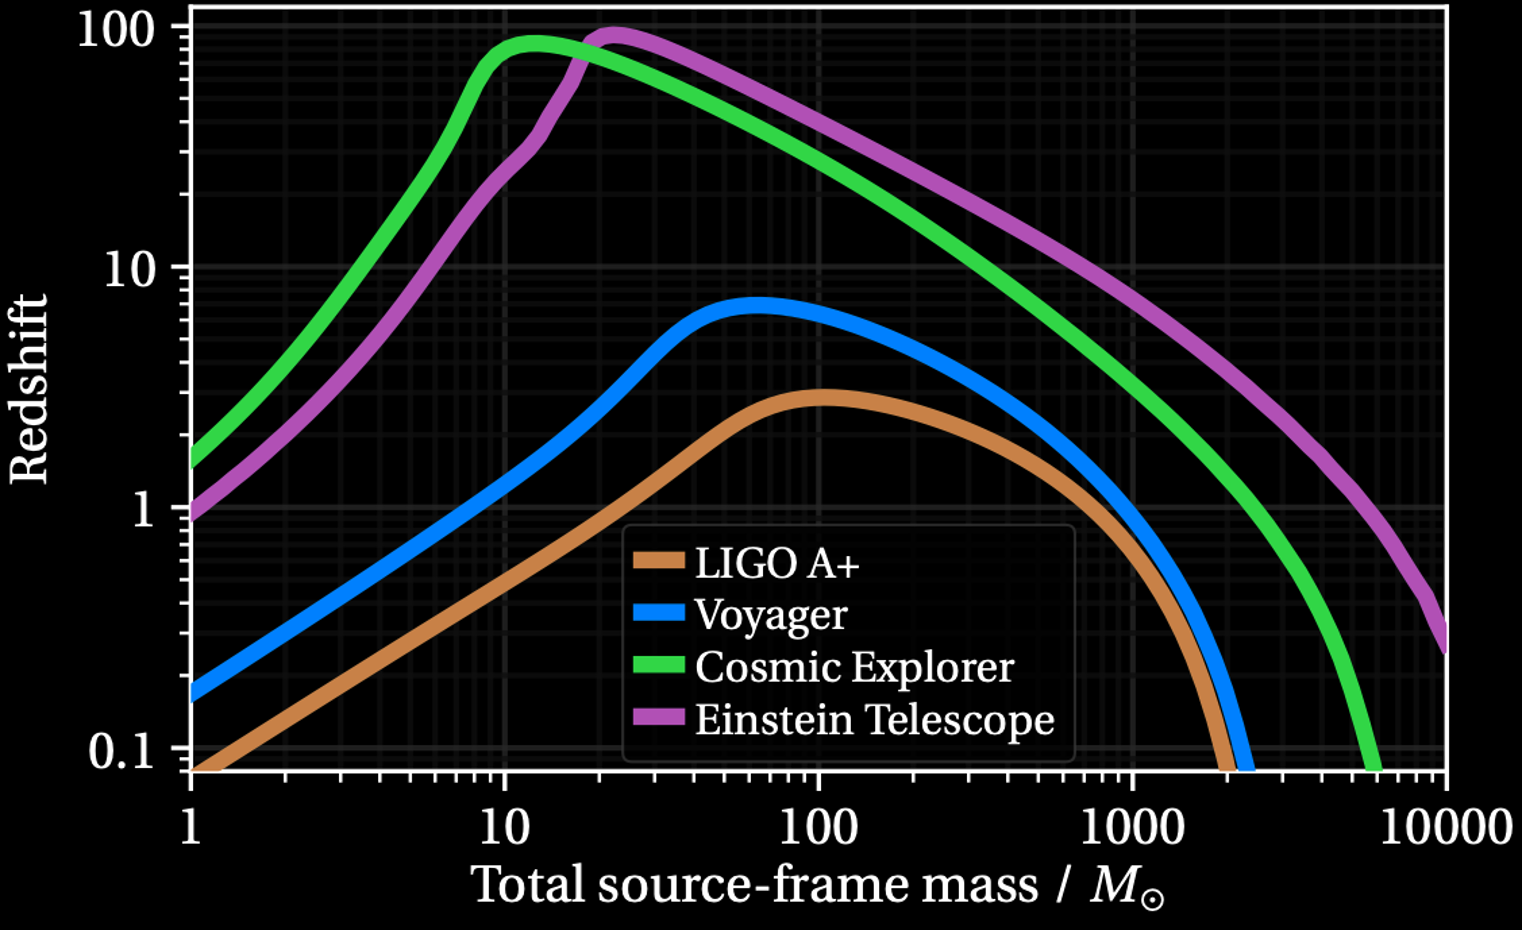 100
10
1
0.1
Redshift
LIGO A+
Voyager
Cosmic Explorer
Einstein Telescope
1 10 100 1000 10000
Total source-frame mass / M☉